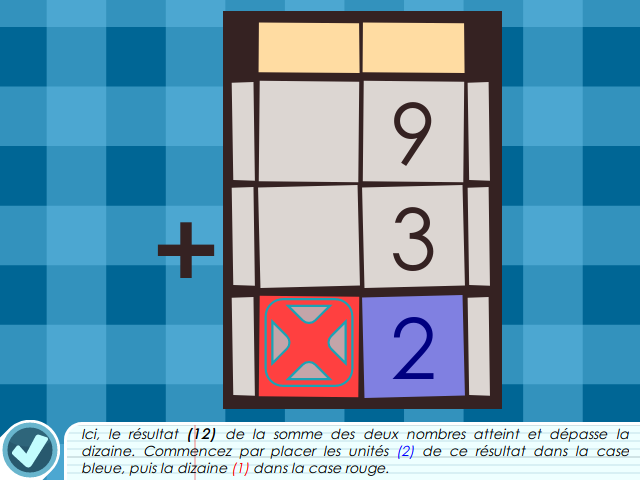 9
+ 3
2
Ici, le résultat (12) de la somme des deux nombres atteint et dépasse la
dizaine. Commencez par placer les unités (2) de ce résultat dans la case
bleue, puis la dizaine (1) dans la case rouge.